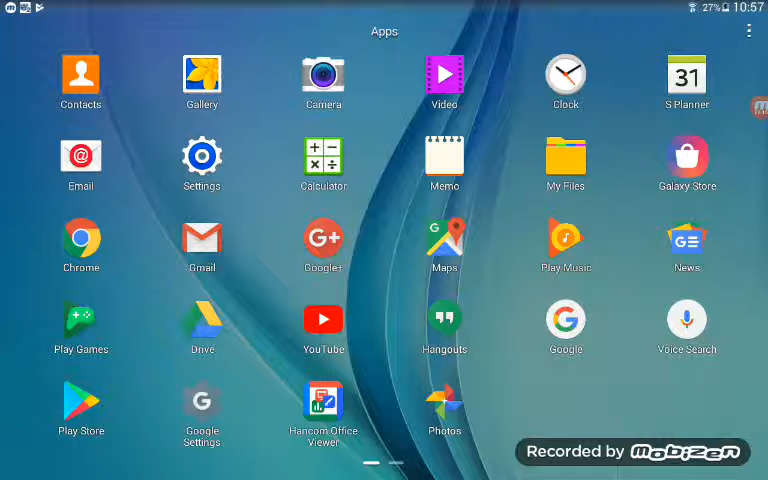 27% 10:57
Apps
31
Contacts
Gallery
Camera
Video
Clock
S Planner
@
Email
Settings
Calculator
Memo
My Files
Galaxy Store
G+
GE
Chrome
Gmail
Google+
Maps
Play Music
News
Play Games
Drive
YouTube
Hangouts
Google
Voice Search
G
Play Store
Google
Settings
Hancom Office
Viewer
Photos
Recorded by Mobizen